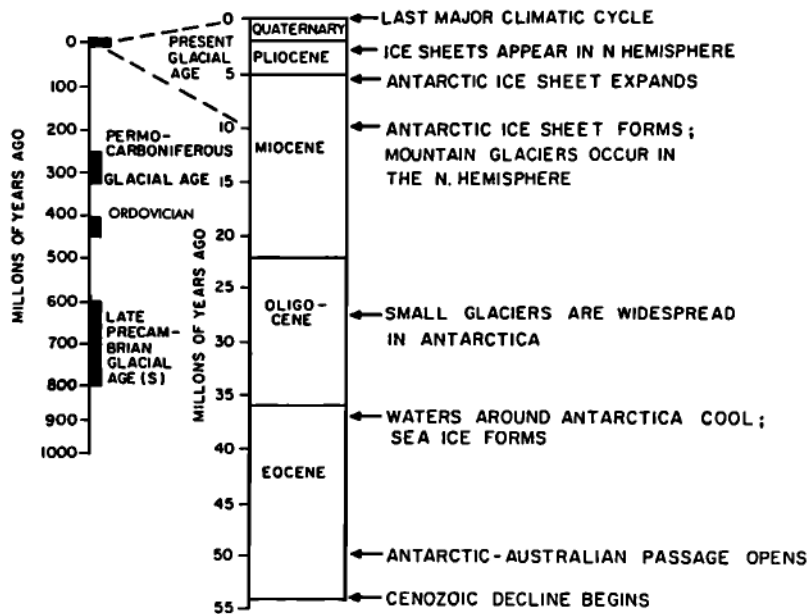 MILLIONS OF YEARS AGO
0
100
200
300
400
500
600
700
800
900
1000
PRESENT
GLACIAL
AGE
PERMO-
CARBONIFEROUS
GLACIAL AGE
ORDOVICIAN
LATE
PRECAM-
BRIAN
GLACIAL
AGE (S)
MILLONS OF YEARS AGO
0
5
10
15
20
25
30
35
40
45
50
55
QUATERNARY
PLIOCENE
MIOCENE
OLIGO-
CENE
EOCENE
LAST MAJOR CLIMATIC CYCLE
ICE SHEETS APPEAR IN N HEMISPHERE
ANTARCTIC ICE SHEET EXPANDS
ANTARCTIC ICE SHEET FORMS;
MOUNTAIN GLACIERS OCCUR IN
THE N. HEMISPHERE
SMALL GLACIERS ARE WIDESPREAD
IN ANTARCTICA
WATERS AROUND ANTARCTICA COOL;
SEA ICE FORMS
ANTARCTIC-AUSTRALIAN PASSAGE OPENS
CENOZOIC DECLINE BEGINS